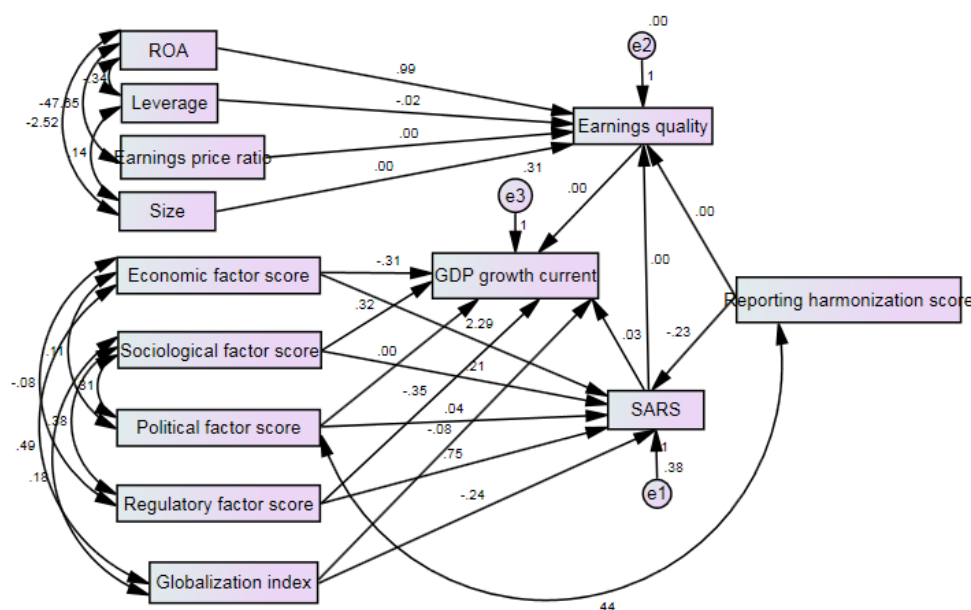 .00
e2
ROA
1
.99
-.34
Leverage
-47.65
-2.52
-.02
Earnings quality
.00
Earnings price ratio
.14
.00
.31
Size
e3
.00
.00
1
Economic factor score
-.31
GDP growth current
.00
Reporting harmonization score
.32
2.29
.03
-.23
Sociological factor score
.00
.21
.11
-.08
.31
-.35
SARS
Political factor score
.04
-.08
.38
.49
.75
1
.18
.38
Regulatory factor score
-.24
e1
Globalization index
.44